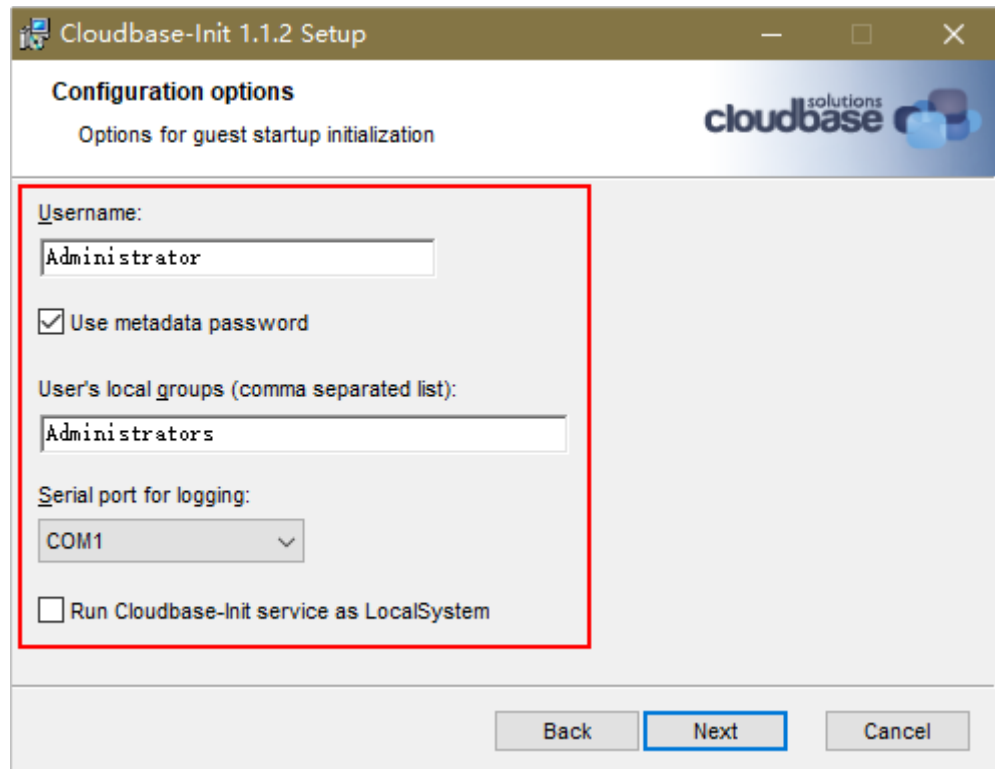 Cloudbase-Init 1.1.2 Setup
Configuration options
Options for guest startup initialization
solutions
cloudbase
Username:
Administrator
Use metadata password
User's local groups (comma separated list):
Administrators
Serial port for logging:
COM1
Run Cloudbase-Init service as LocalSystem
Back Next Cancel